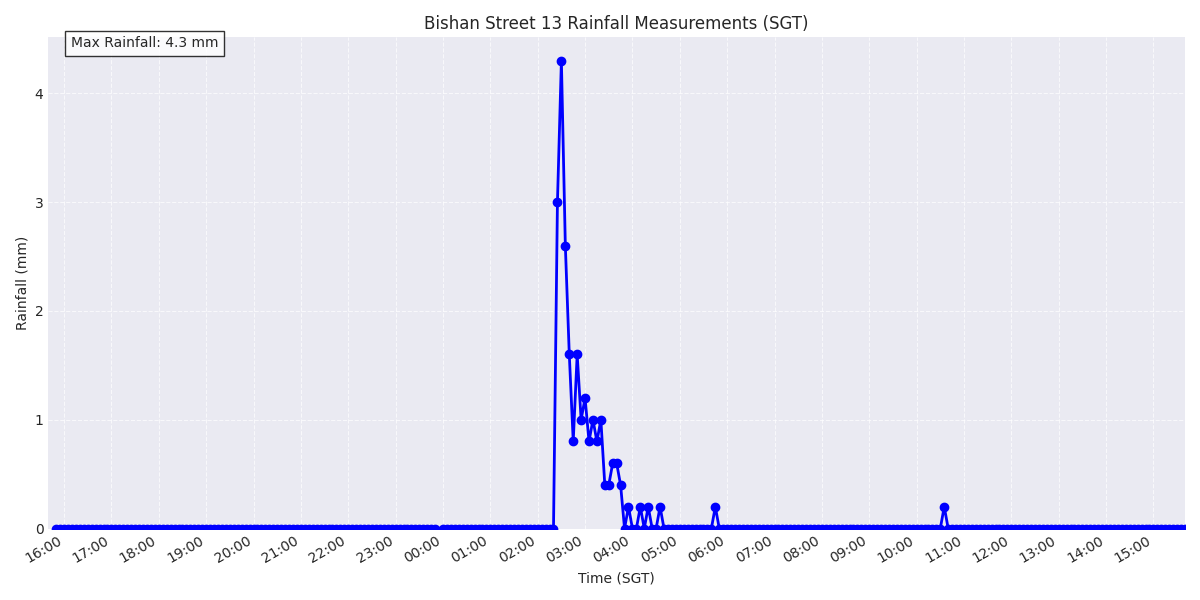 Bishan Street 13 Rainfall Measurements (SGT)
Max Rainfall: 4.3 mm
Rainfall (mm)
4
3
2
1
0
16:00 17:00 18:00 19:00 20:00 21:00 22:00 23:00 00:00 01:00 02:00 03:00 04:00 05:00 06:00 07:00 08:00 09:00 10:00 11:00 12:00 13:00 14:00 15:00
Time (SGT)